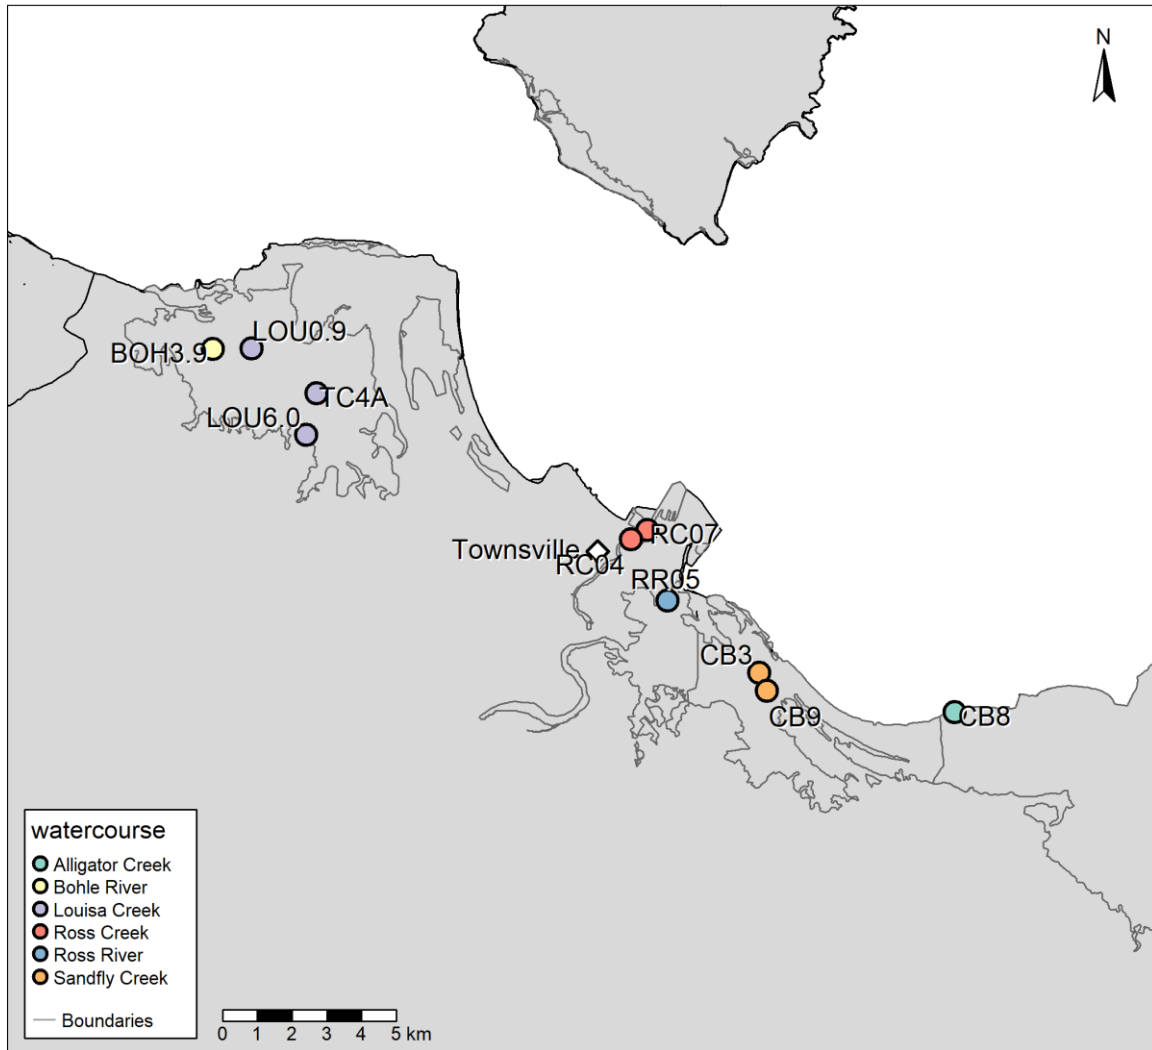 N
LOU0.9
BOH3.9
TC4A
LOU6.0
RC07
Townsville
RC04
RR05
CB3
CB9
CB8
watercourse
Alligator Creek
Bohle River
Louisa Creek
Ross Creek
Ross River
Sandfly Creek
Boundaries
0 1 2 3 4 5 km